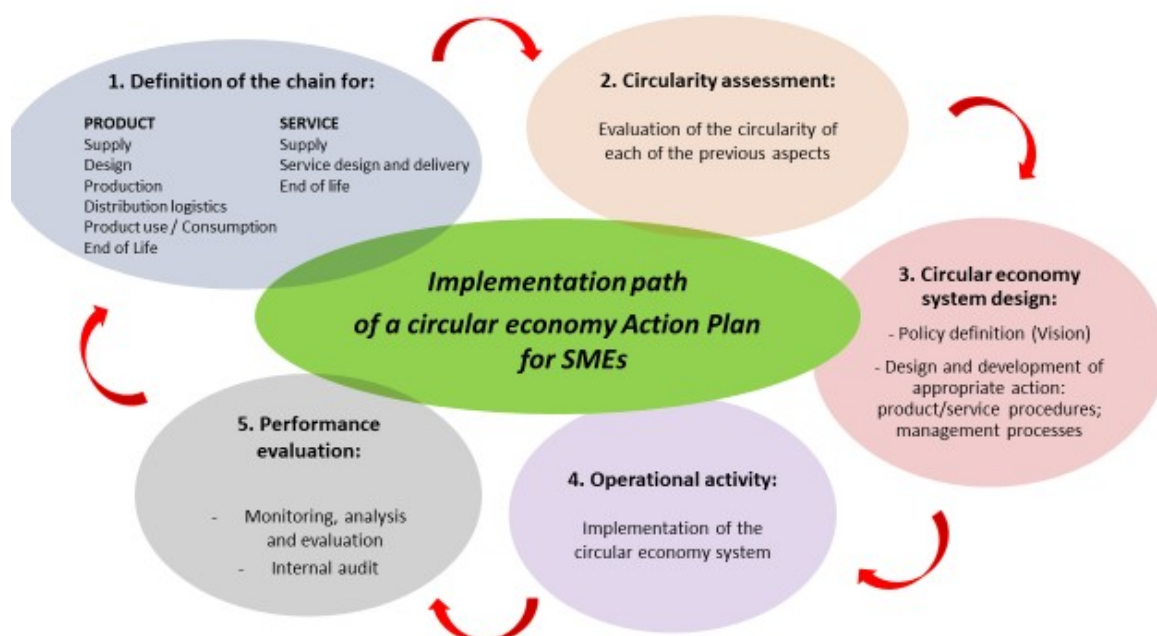 1. Definition of the chain for:
PRODUCT
Supply
Design
Production
Distribution logistics
Product use / Consumption
End of Life
SERVICE
Supply
Service design and delivery
End of life
2. Circularity assessment:
Evaluation of the circularity of
each of the previous aspects
Implementation path
of a circular economy Action Plan
for SMEs
3. Circular economy
system design:
- Policy definition (Vision)
- Design and development of
appropriate action:
product/service procedures;
management processes
4. Operational activity:
Implementation of the
circular economy system
5. Performance
evaluation:
- Monitoring, analysis
and evaluation
- Internal audit